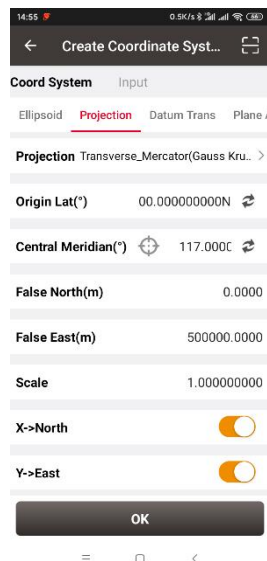 14:55 0.5K/s
Create Coordinate Syst...
Coord System Input
Ellipsoid Projection Datum Trans Plane
Projection Transverse_Mercator(Gauss Kru.. >
Origin Lat(°) 00.000000000N
Central Meridian(°) 117.000
False North(m) 0.0000
False East(m) 500000.0000
Scale 1.000000000
X->North
Y->East
OK